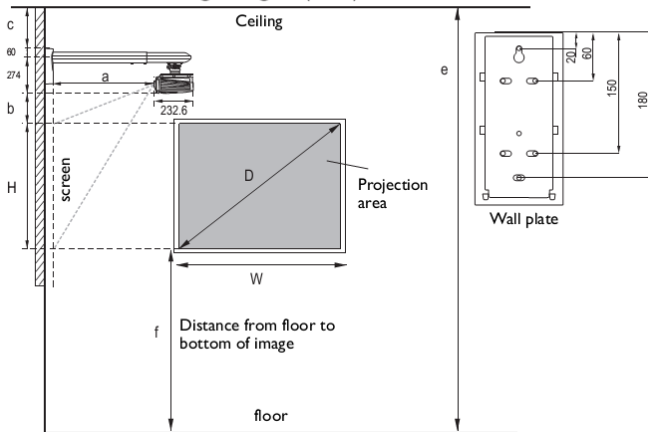 Ceiling
c
60
274
a
b
232.6
H
screen
D
Projection
area
W
e
f
Distance from floor to
bottom of image
floor
20
60
150
180
Wall plate